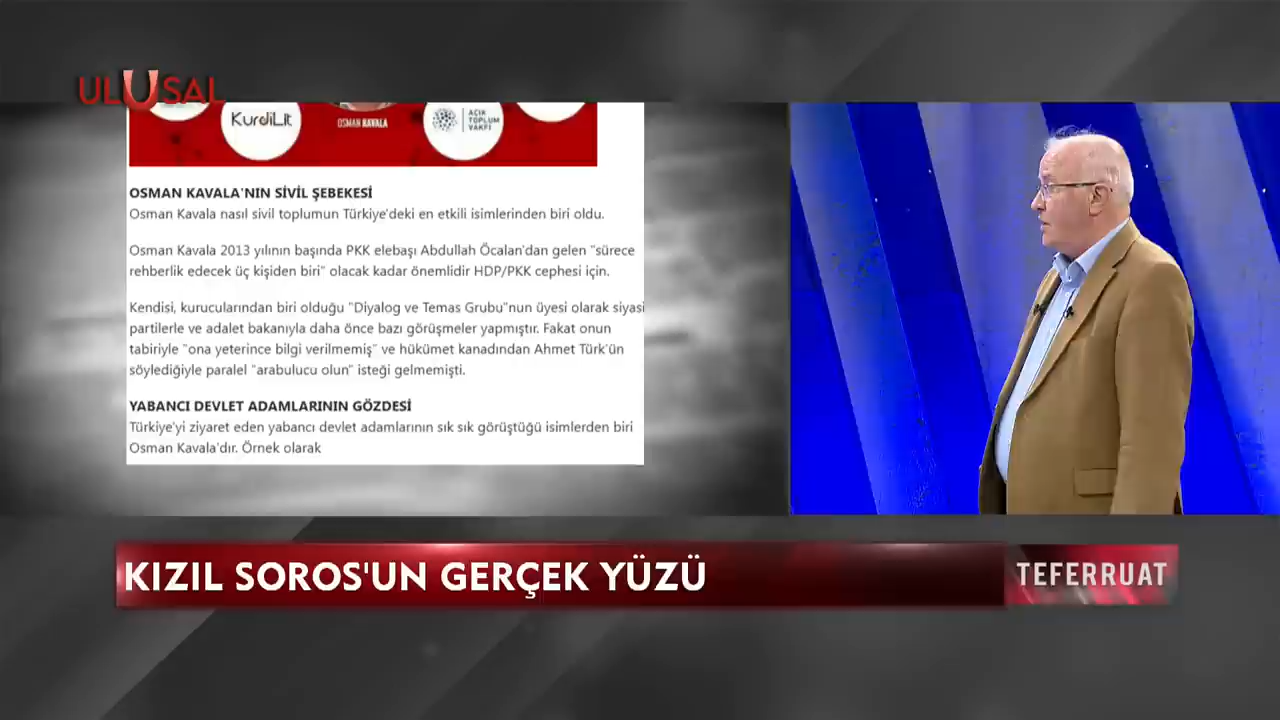 ULUSAL
KurdiLit
OSMAN KAVALA
AÇIK
TOPLUM
VAKFI
OSMAN KAVALA'NIN SİVİL ŞEBEKESİ
Osman Kavala nasıl sivil toplumun Türkiye'deki en etkili isimlerinden biri oldu.
Osman Kavala 2013 yılının başında PKK elebaşı Abdullah Öcalan'dan gelen "sürece
rehberlik edecek üç kişiden biri" olacak kadar önemlidir HDP/PKK cephesi için.
Kendisi, kurucularından biri olduğu "Diyalog ve Temas Grubu"nun üyesi olarak siyasi
partilerle ve adalet bakanıyla daha önce bazı görüşmeler yapmıştır. Fakat onun
tabiriyle "ona yeterince bilgi verilmemiş" ve hükümet kanadından Ahmet Türk'ün
söylediğiyle paralel "arabulucu olun" isteği gelmemişti.
YABANCI DEVLET ADAMLARININ GÖZDESİ
Türkiye'yi ziyaret eden yabancı devlet adamlarının sık sık görüştüğü isimlerden biri
Osman Kavala'dır. Örnek olarak
KIZIL SOROS'UN GERÇEK YÜZÜ
TEFERRUAT